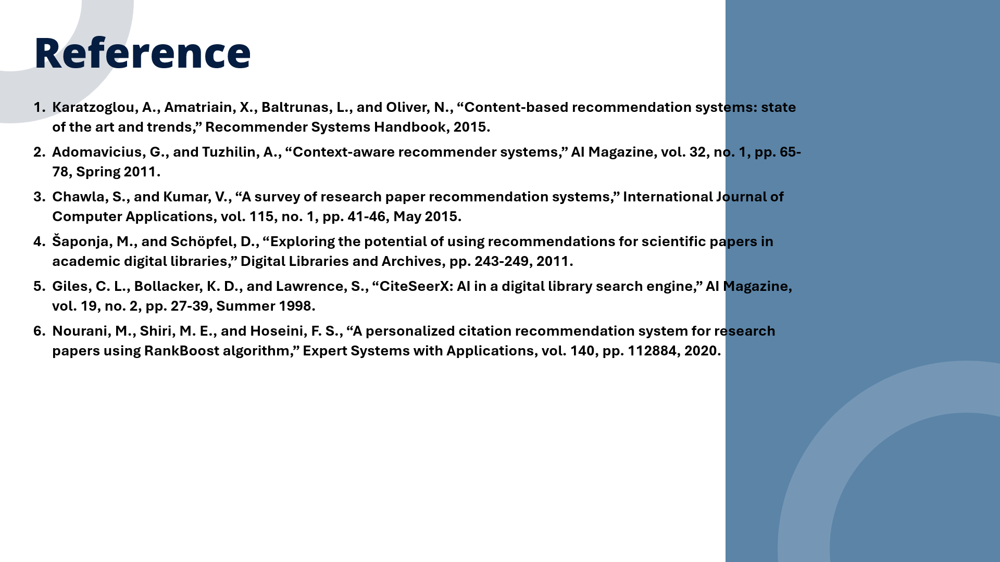 Reference
1. Karatzoglou, A., Amatriain, X., Baltrunas, L., and Oliver, N., “Content-based recommendation systems: state
of the art and trends,” Recommender Systems Handbook, 2015.
2. Adomavicius, G., and Tuzhilin, A., “Context-aware recommender systems,” AI Magazine, vol. 32, no. 1, pp. 65-
78, Spring 2011.
3. Chawla, S., and Kumar, V., “A survey of research paper recommendation systems,” International Journal of
Computer Applications, vol. 115, no. 1, pp. 41-46, May 2015.
4. Šaponja, M., and Schöpfel, D., “Exploring the potential of using recommendations for scientific papers in
academic digital libraries,” Digital Libraries and Archives, pp. 243-249, 2011.
5. Giles, C. L., Bollacker, K. D., and Lawrence, S., “CiteSeerX: AI in a digital library search engine,” AI Magazine,
vol. 19, no. 2, pp. 27-39, Summer 1998.
6. Nourani, M., Shiri, M. E., and Hoseini, F. S., “A personalized citation recommendation system for research
papers using RankBoost algorithm,” Expert Systems with Applications, vol. 140, pp. 112884, 2020.